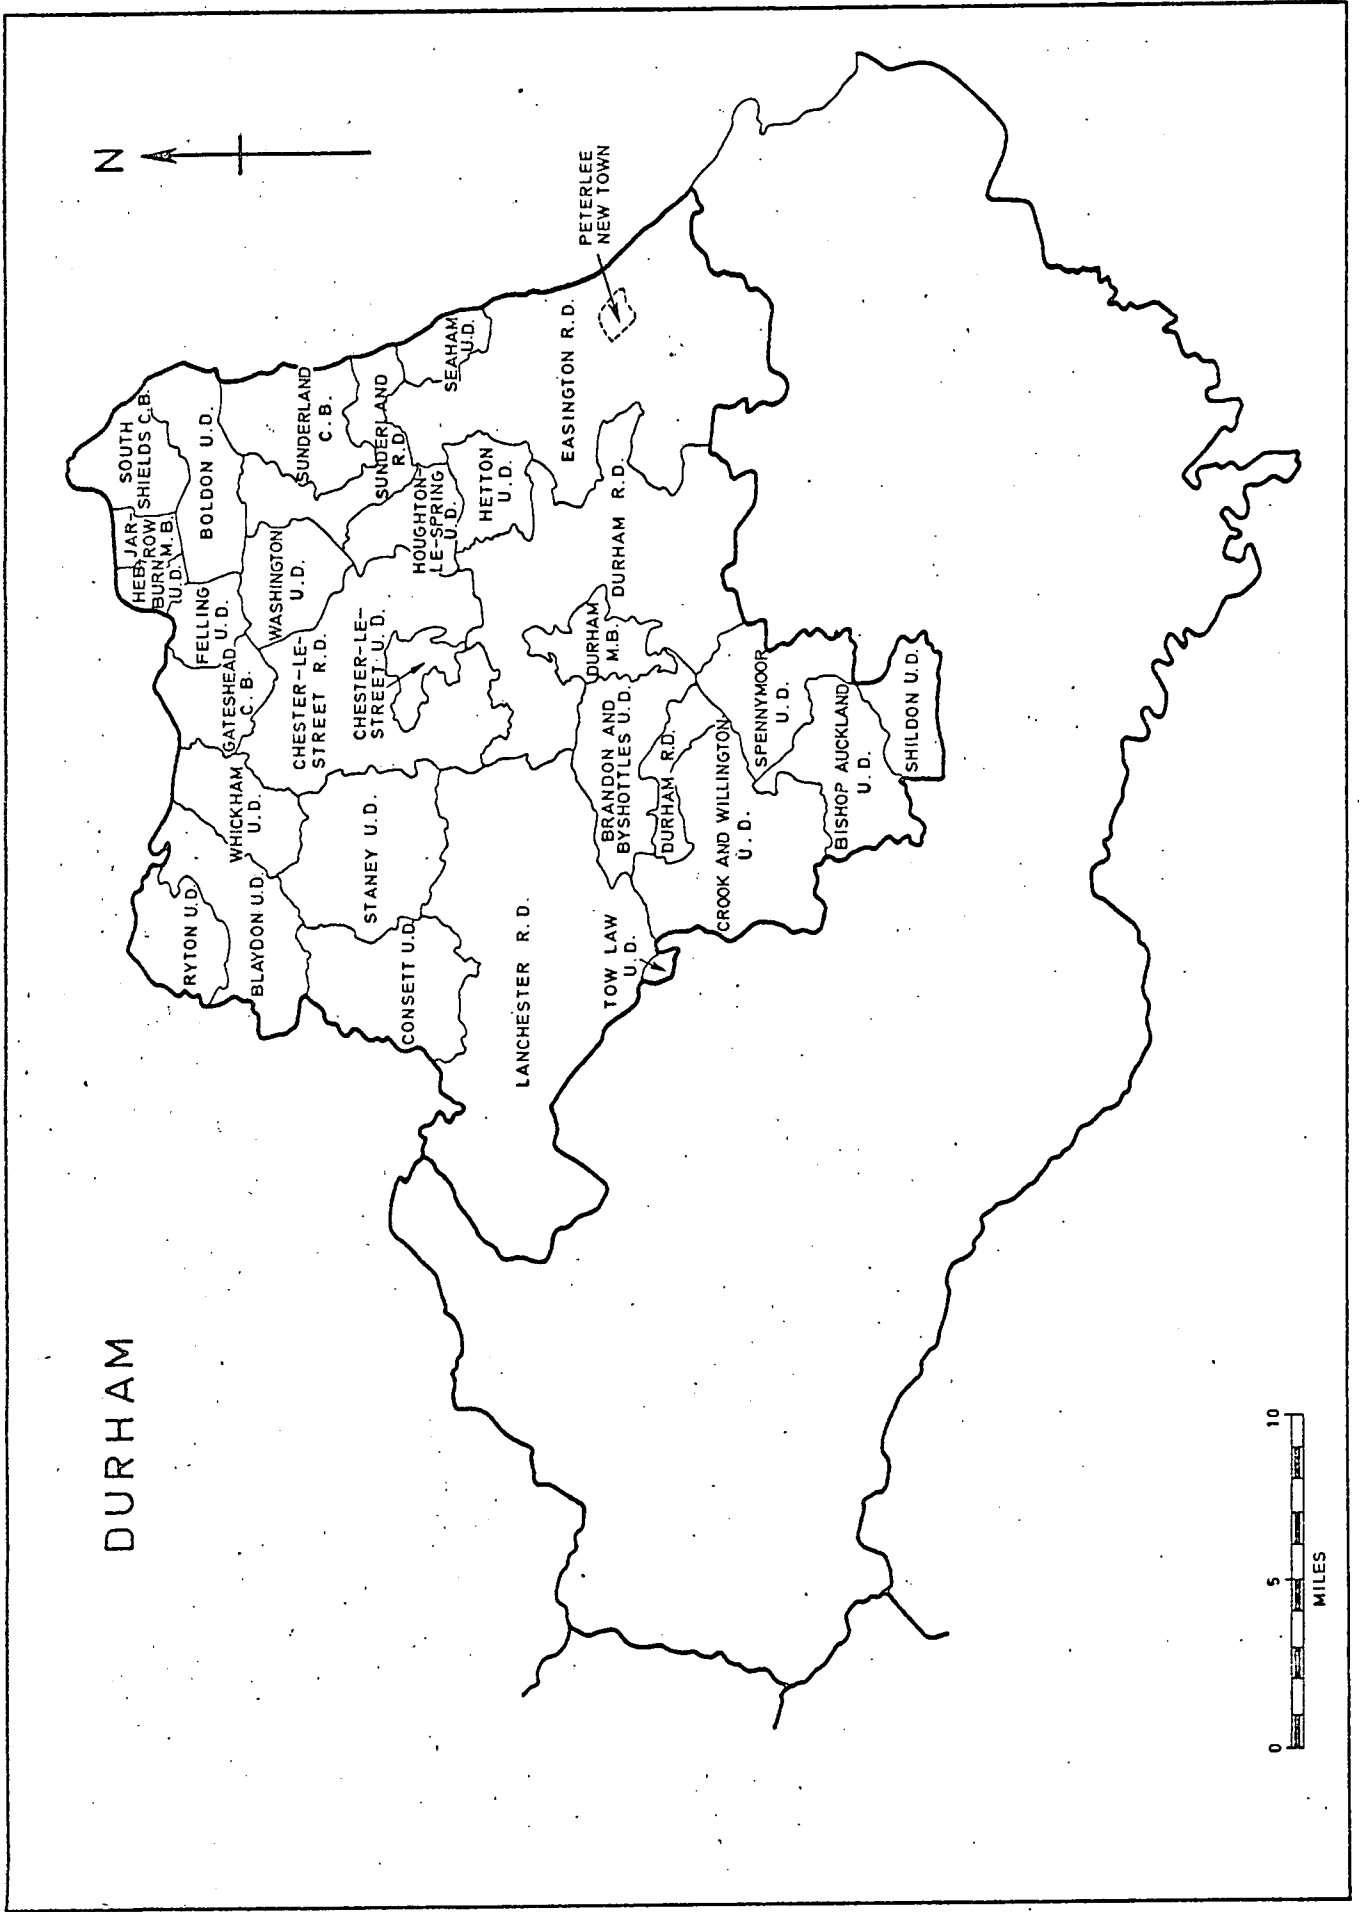 DURHAM
N
SOUTH
SHIELDS C.B.
HEB-
BURN
U.D.
JAR-
ROW
M.B.
BOLDON U.D.
FELLING
U.D.
GATESHEAD
C.B.
WHICKHAM
U.D.
RYTON U.D.
BLAYDON U.D.
SUNDERLAND
C.B.
WASHINGTON
U.D.
CHESTER-LE-
STREET R.D.
SUNDERLAND
R.D.
CHESTER-LE-
STREET U.D.
STANEY U.D.
CONSETT U.D.
HOUGHTON-
LE-SPRING
U.D.
SEAHAM
U.D.
HETTON
U.D.
LANCHESTER R.D.
EASINGTON R.D.
PETERLEE
NEW TOWN
DURHAM R.D.
DURHAM
M.B.
BRANDON AND
BYSHOTTLES U.D.
TOW LAW
U.D.
DURHAM R.D.
CROOK AND WILLINGTON
U.D.
SPENNYMOOR
U.D.
BISHOP AUCKLAND
U.D.
SHILDON U.D.
0 5 10
MILES